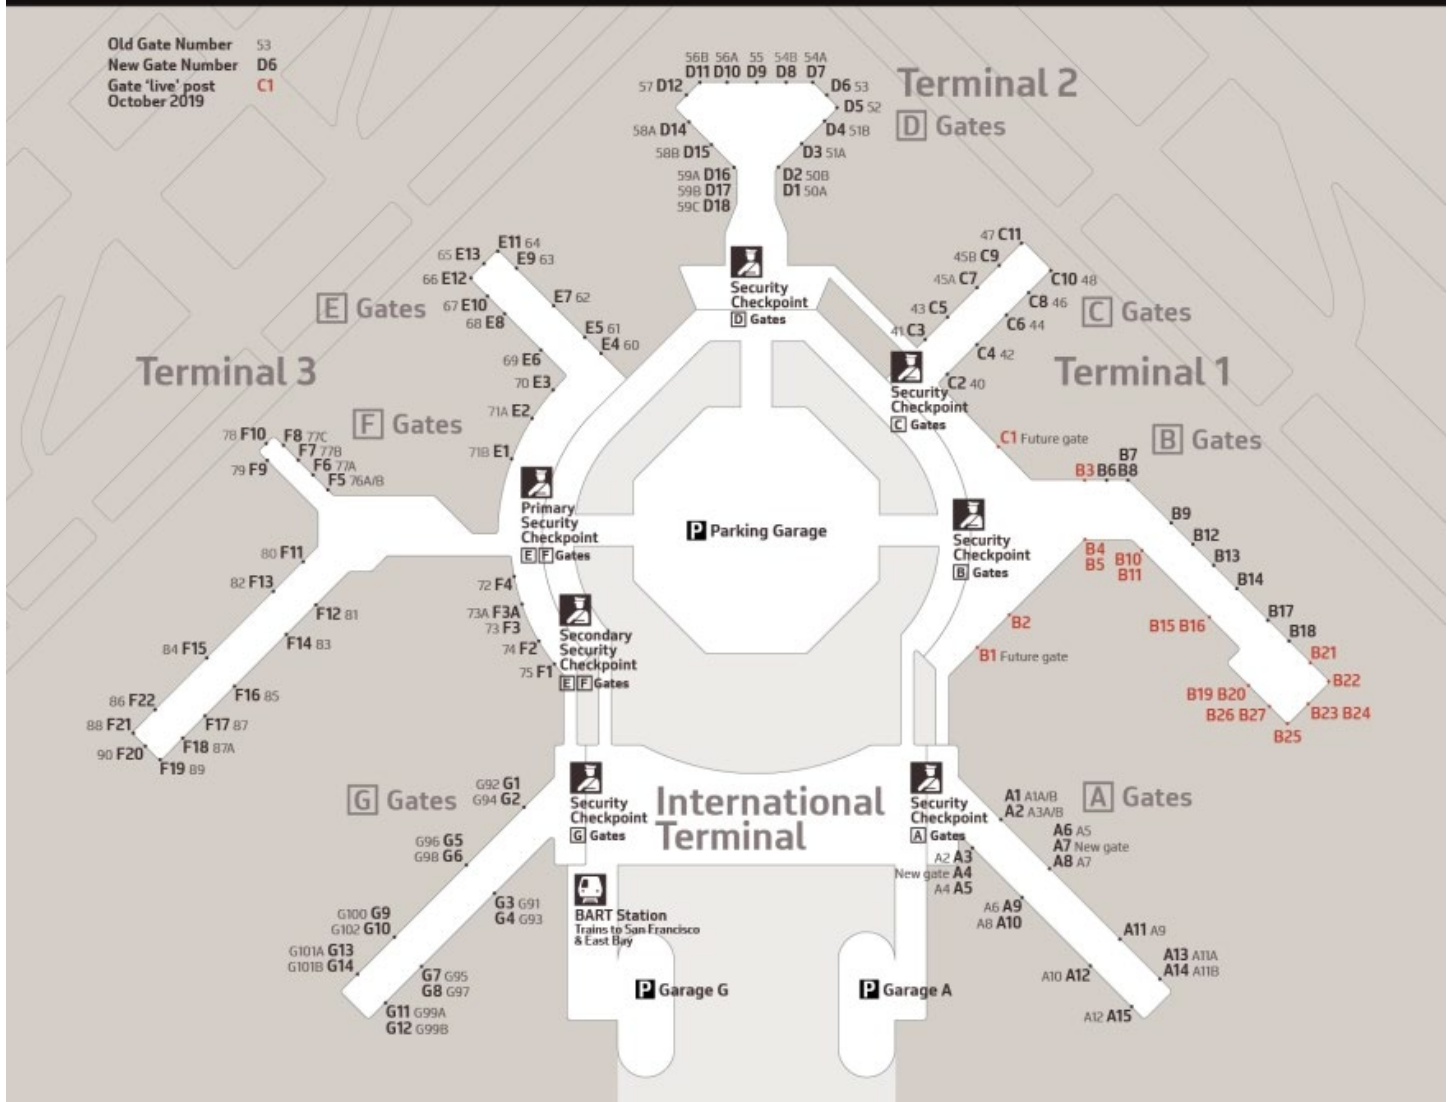 Old Gate Number 53
New Gate Number D6
Gate ‘live’ post C1
October 2019
Terminal 2
D Gates
56B 56A 55 54B 54A
D11 D10 D9 D8 D7
57 D12
D6 53
D5 52
58A D14
D4 51B
58B D15
D3 51A
59A D16
59B D17
59C D18
D2 50B
D1 50A
Security
Checkpoint
D Gates
E Gates
65 E13
E11 64
E9 63
66 E12
67 E10
68 E8
E7 62
E5 61
E4 60
69 E6
70 E3
71A E2
71B E1
47 C11
45B C9
45A C7
43 C5
41 C3
C10 48
C8 46
C6 44
C4 42
C2 40
C Gates
Security
Checkpoint
C Gates
Terminal 3
F Gates
78 F10
F8 77C
F7 77B
F6 77A
F5 76A/B
79 F9
80 F11
82 F13
F12 81
F14 83
84 F15
F16 85
86 F22
F17 87
88 F21
F18 87A
90 F20
F19 89
Primary
Security
Checkpoint
E F Gates
72 F4
73A F3A
73 F3
74 F2
75 F1
Secondary
Security
Checkpoint
E F Gates
P Parking Garage
Terminal 1
B Gates
C1 Future gate
B7
B3 B6 B8
B9
B12
B13
B14
B17
B18
B21
B22
B23 B24
B25
B4
B5
B10
B11
B15 B16
B19 B20
B26 B27
B2
B1 Future gate
Security
Checkpoint
B Gates
G Gates
G92 G1
G94 G2
G96 G5
G98 G6
G3 G91
G4 G93
G100 G9
G102 G10
G101A G13
G101B G14
G7 G95
G8 G97
G11 G99A
G12 G99B
Security
Checkpoint
G Gates
International
Terminal
Security
Checkpoint
A Gates
A Gates
A1 A1A/B
A2 A3A/B
A6 A5
A7 New gate
A8 A7
A2 A3
New gate A4
A4 A5
A6 A9
A8 A10
A11 A9
A13 A11A
A14 A11B
A10 A12
A12 A15
BART Station
Trains to San Francisco
& East Bay
P Garage G
P Garage A